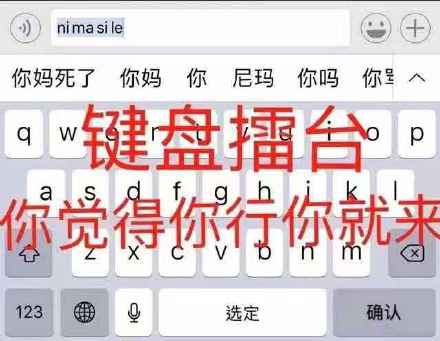 ni ma si le
你妈死了 你妈 你 尼玛 你吗 你骂
q w e r t y u i o p
键盘擂台
a s d f g h j k l
你觉得你行你就来
z x c v b n m
123 选定 确认